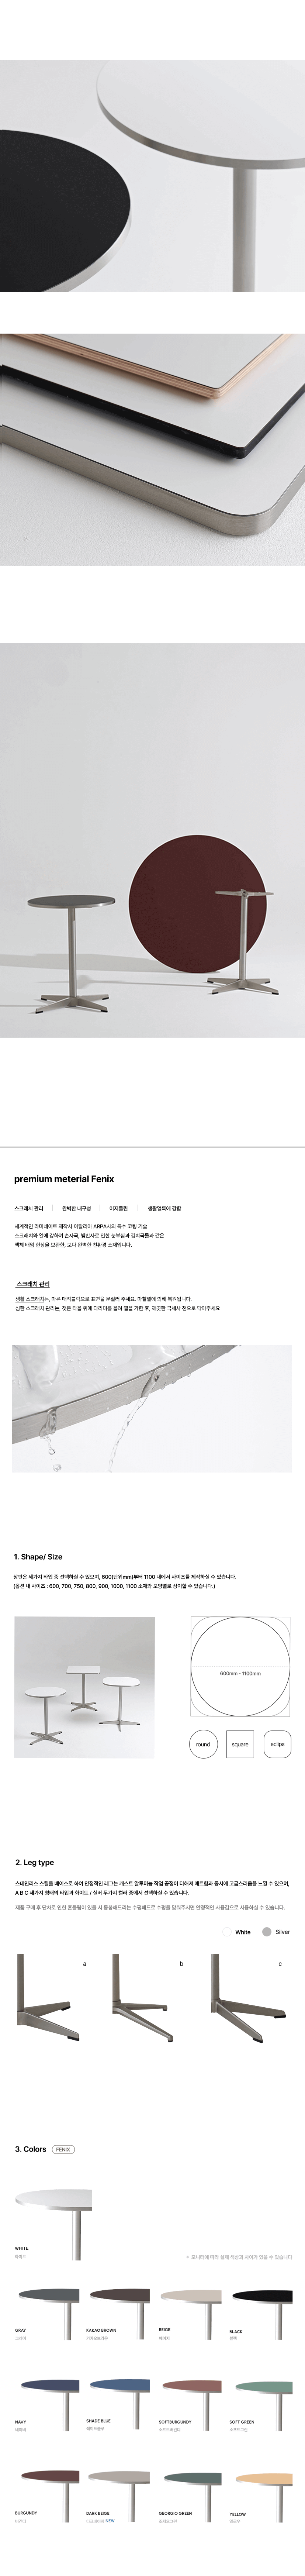 premium meterial Fenix
스크래치 관리
완벽한 내구성
미지플린
생활얼룩에 강함
세계적인 라미네이트 제작사 이탈리아 ARPA사의 특수 코팅 기술
스크래치와 열에 강하며 손자국, 빛반사로 인한 눈부심과 김치국물과 같은
액체 베임 현상을 보완한, 보다 완벽한 친환경 소재입니다.
스크래치 관리
생활 스크래치는, 마른 매직블럭으로 표면을 문질러 주세요. 마찰열에 의해 복원됩니다.
심한 스크래치 관리는, 젖은 타올 위에 다리미를 올려 열을 가한 후, 깨끗한 극세사 천으로 닦아주세요
1. Shape/ Size
상판은 세가지 타입 중 선택하실 수 있으며, 600(단위mm)부터 1100 내에서 사이즈를 제작하실 수 있습니다.
(옵션 내 사이즈 : 600, 700, 750, 800, 900, 1000, 1100 소재와 모양별로 상이할 수 있습니다.)
600mm - 1100mm
round
square
eclips
2. Leg type
스테인리스 스틸을 베이스로 하여 안정적인 레그는 캐스트 알루미늄 작업 공정이 더해져 매트함과 동시에 고급스러움을 느낄 수 있으며,
A B C 세가지 형태의 타입과 화이트 / 실버 두가지 컬러 중에서 선택하실 수 있습니다.
제품 구매 후 단차로 인한 흔들림이 있을 시 동봉해드리는 수평패드로 수평을 맞춰주시면 안정적인 사용감으로 사용하실 수 있습니다.
White
Silver
a
b
c
3. Colors
FENIX
WHITE
화이트
* 모니터에 따라 상제 색상과 차이가 있을 수 있습니다
GRAY
그레이
KAKAO BROWN
카카오브라운
BEIGE
베이지
BLACK
블랙
NAVY
네이비
SHADE BLUE
쉐이드블루
SOFTBURGUNDY
소프트버건디
SOFT GREEN
소프트그린
BURGUNDY
버건디
DARK BEIGE
다크베이지 NEW
GEORGIO GREEN
YELLOW
옐로우